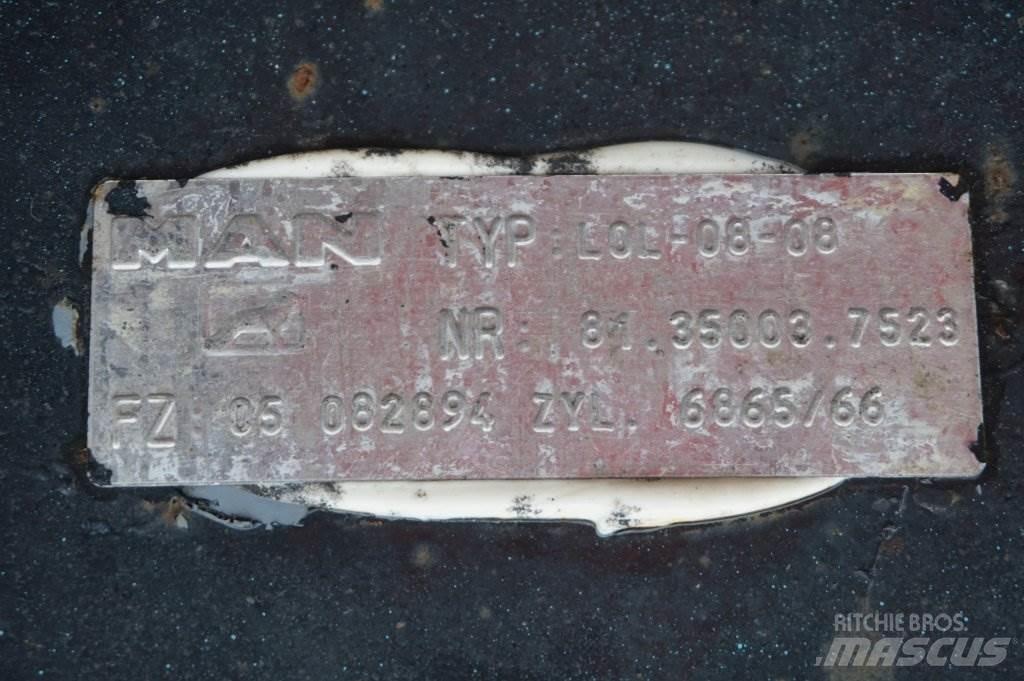 MAN TYP: LOL-08-08
NR: 81.35003.7523
FZ 05 082894 ZYL. 6865/66
RITCHIE BROS.
MASCUS